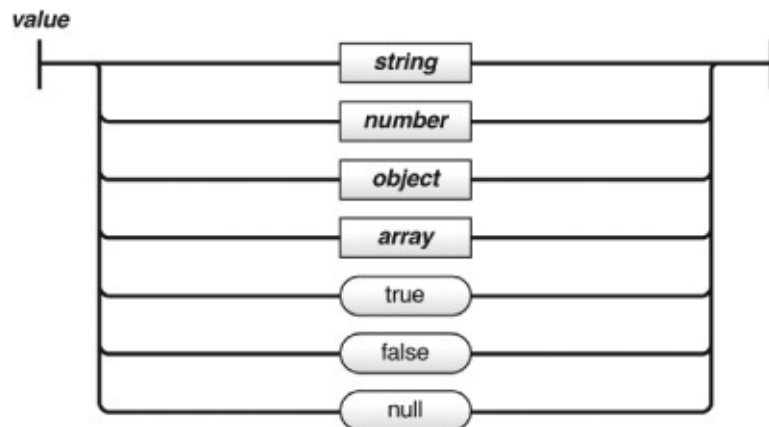 value
string
number
object
array
true
false
null